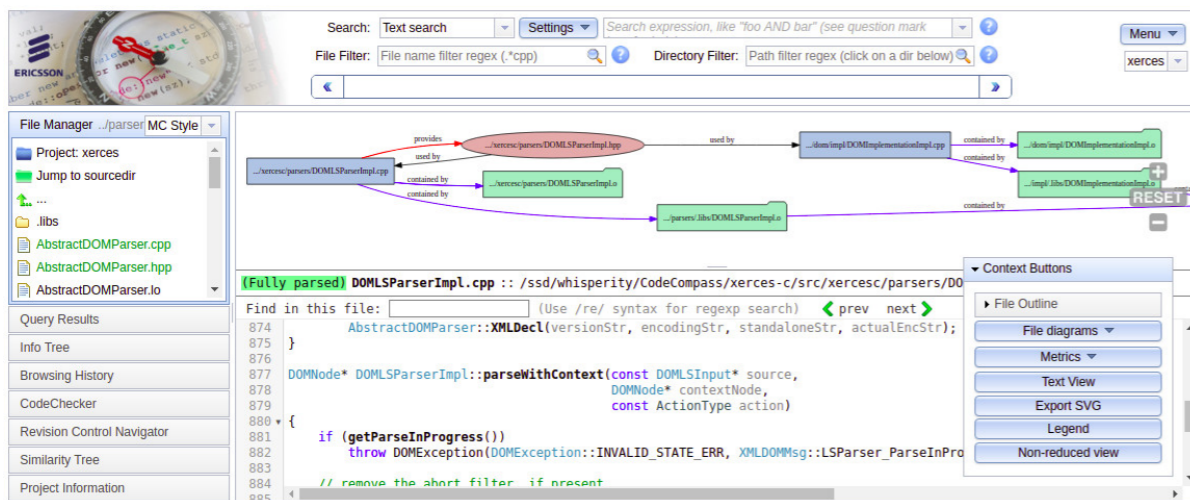 ERICSSON
Search: Text search Settings Search expression, like "foo AND bar" (see question mark
File Filter: File name filter regex (.*cpp) Directory Filter: Path filter regex (click on a dir below)
Menu
xerces
File Manager ../parser MC Style
Project: xerces
Jump to sourcedir
...
.libs
AbstractDOMParser.cpp
AbstractDOMParser.hpp
AbstractDOMParser.lo
Query Results
Info Tree
Browsing History
CodeChecker
Revision Control Navigator
Similarity Tree
Project Information
provides
.../xercesc/parsers/DOMLSParserImpl.hpp
used by
.../dom/impl/DOMImplementationImpl.cpp
contained by
.../dom/impl/DOMImplementationImpl.o
used by
contained by
.../xercesc/parsers/DOMLSParserImpl.cpp
contained by
.../xercesc/parsers/DOMLSParserImpl.o
.../impl/.libs/DOMImplementationImpl.o
contained by
contained by
.../parsers/.libs/DOMLSParserImpl.o
RESET
(Fully parsed) DOMLSParserImpl.cpp :: /ssd/whisperity/CodeCompass/xerces-c/src/xercesc/parsers/DO
Find in this file: (Use /re/ syntax for regexp search) prev next
874 AbstractDOMParser::XMLDecl(versionStr, encodingStr, standaloneStr, actualEncStr);
875 }
876
877 DOMNode* DOMLSParserImpl::parseWithContext(const DOMLSInput* source,
878 DOMNode* contextNode,
879 const ActionType action)
880 {
881 if (getParseInProgress())
882 throw DOMException(DOMException::INVALID_STATE_ERR, XMLDOMMsg::LSParser_ParseInPro
883
884 // remove the abort filter, if present
885
Context Buttons
File Outline
File diagrams
Metrics
Text View
Export SVG
Legend
Non-reduced view